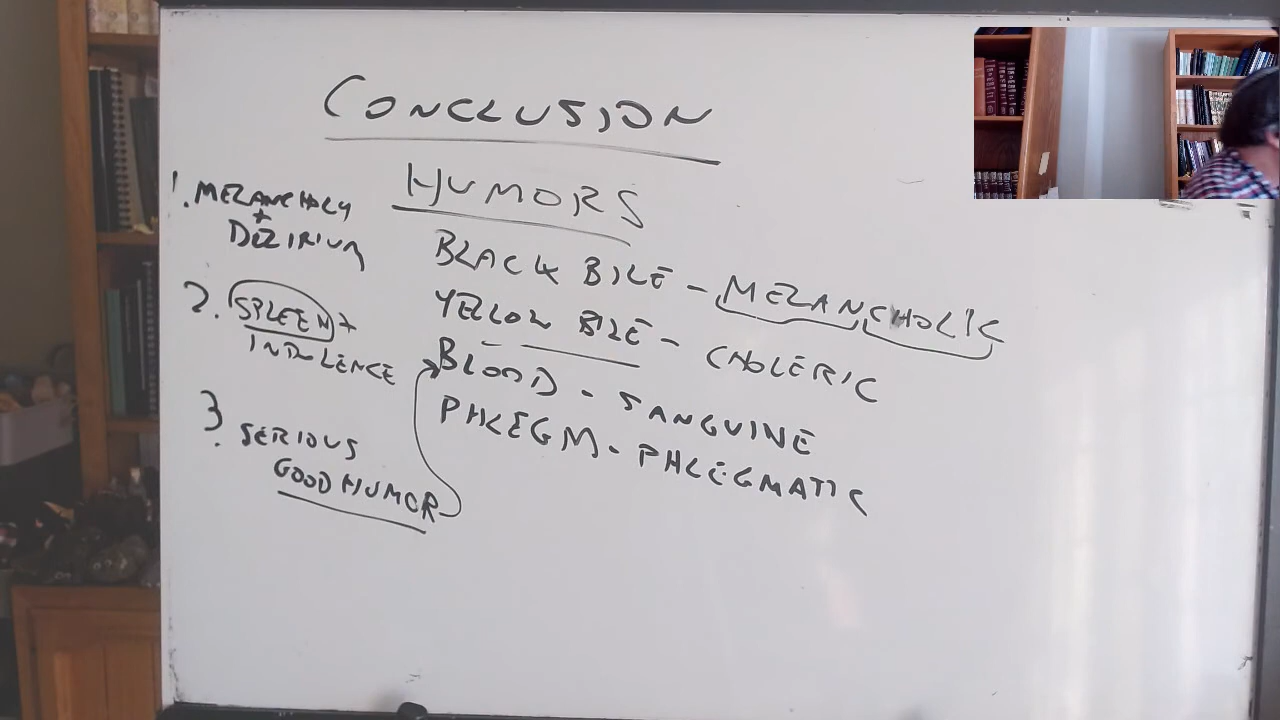 CONCLUSION
HUMORS
1. MELANCHOLY
+
DELIRIUM
2. SPLEEN +
INDOLENCE
3. SERIOUS
GOOD HUMOR
BLACK BILE - MELANCHOLIC
YELLOW BILE - CHOLERIC
BLOOD - SANGUINE
PHLEGM - PHLEGMATIC